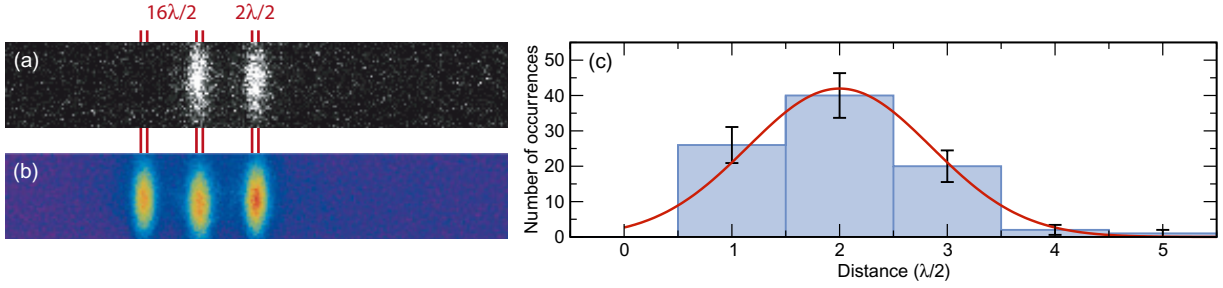 16λ/2 2λ/2
(a)
(b)
(c)
Number of occurrences
50
40
30
20
10
0
0 1 2 3 4 5
Distance (λ/2)